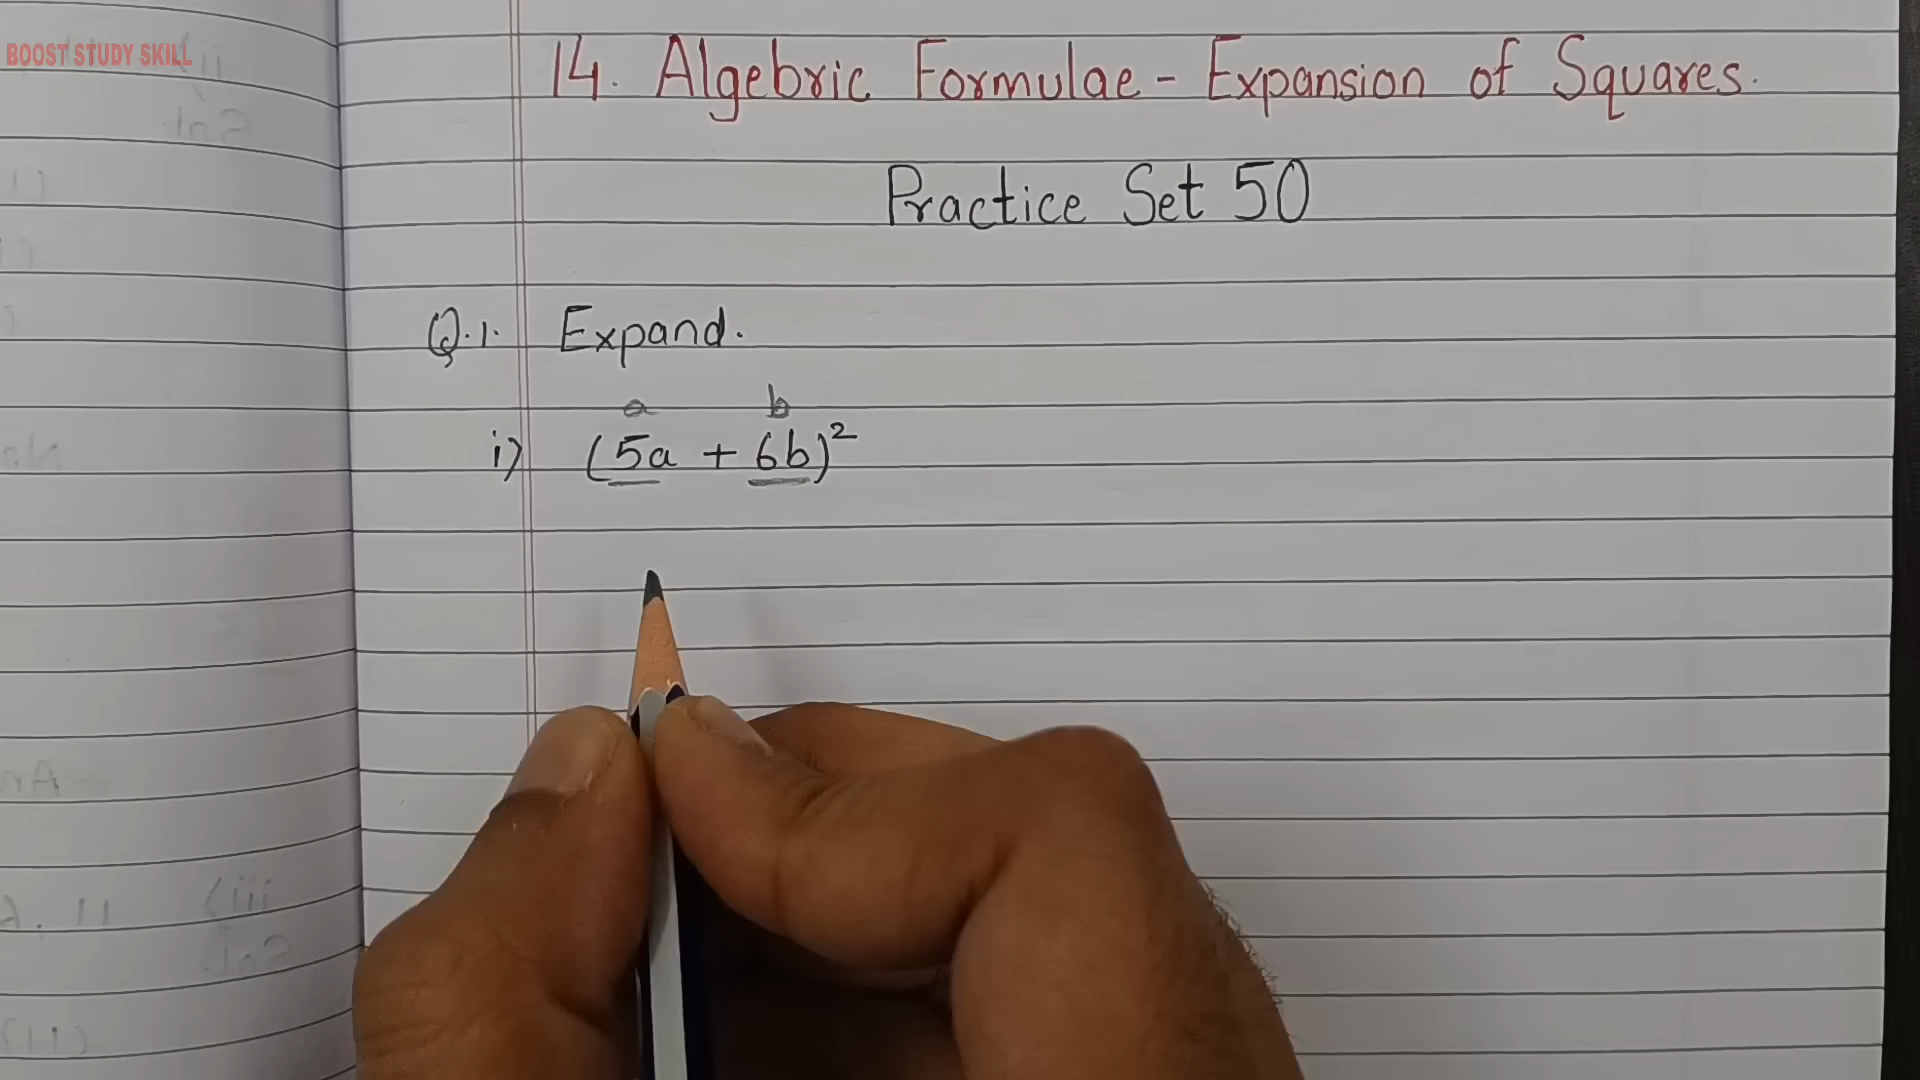 BOOST STUDY SKILL
14. Algebric Formulae - Expansion of Squares.
Practice Set 50
Q.1. Expand.
a b
i) (5a + 6b)²